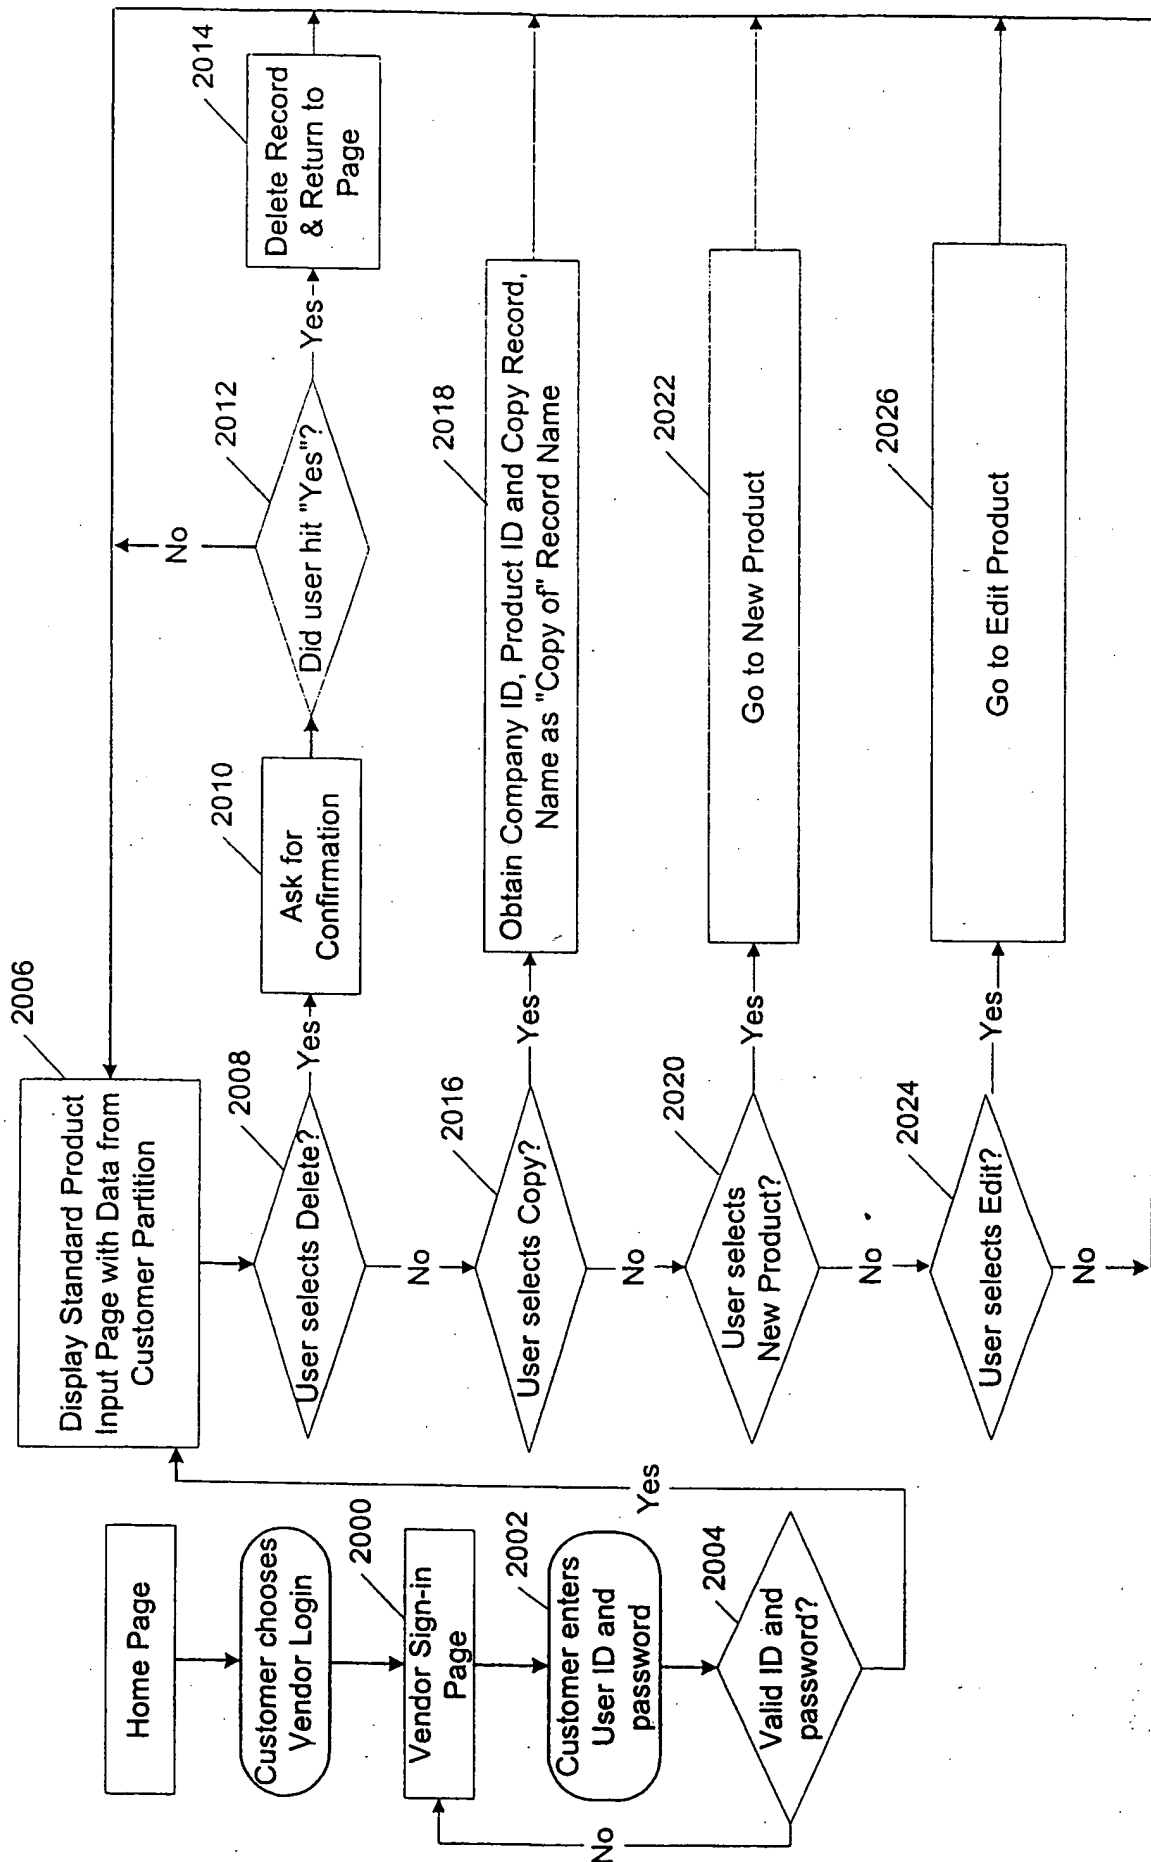 Home Page
Customer chooses
Vendor Login
2000
Vendor Sign-in
Page
2002
Customer enters
User ID and
password
2004
Valid ID and
password?
No
Yes
2006
Display Standard Product
Input Page with Data from
Customer Partition
2008
User selects Delete?
Yes
2010
Ask for
Confirmation
2012
Did user hit "Yes"?
No
Yes
2014
Delete Record
& Return to
Page
No
2016
User selects Copy?
Yes
2018
Obtain Company ID, Product ID and Copy Record,
Name as "Copy of" Record Name
No
2020
User selects
New Product?
Yes
2022
Go to New Product
No
2024
User selects Edit?
Yes
2026
Go to Edit Product
No